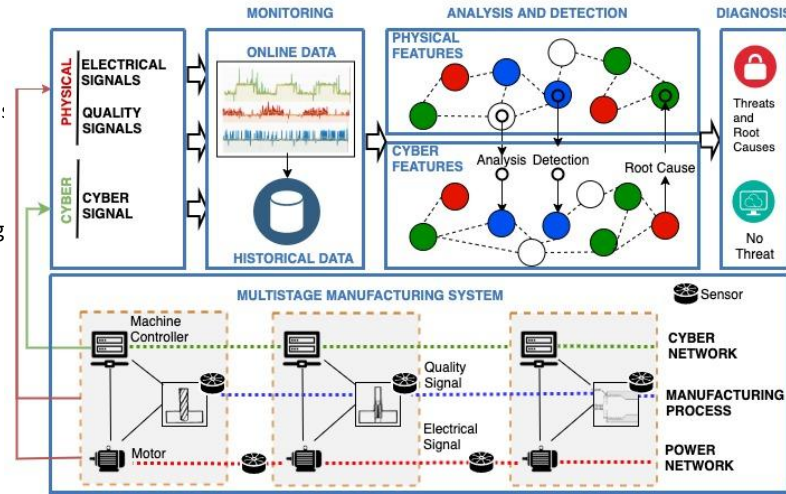 MONITORING
ANALYSIS AND DETECTION
DIAGNOSIS
PHYSICAL
ELECTRICAL
SIGNALS
QUALITY
SIGNALS
CYBER
CYBER
SIGNAL
ONLINE DATA
HISTORICAL DATA
PHYSICAL
FEATURES
CYBER
FEATURES
Analysis
Detection
Root Cause
Threats
and
Root
Causes
No
Threat
MULTISTAGE MANUFACTURING SYSTEM
Sensor
Machine
Controller
Quality
Signal
Electrical
Signal
Motor
CYBER
NETWORK
MANUFACTURING
PROCESS
POWER
NETWORK